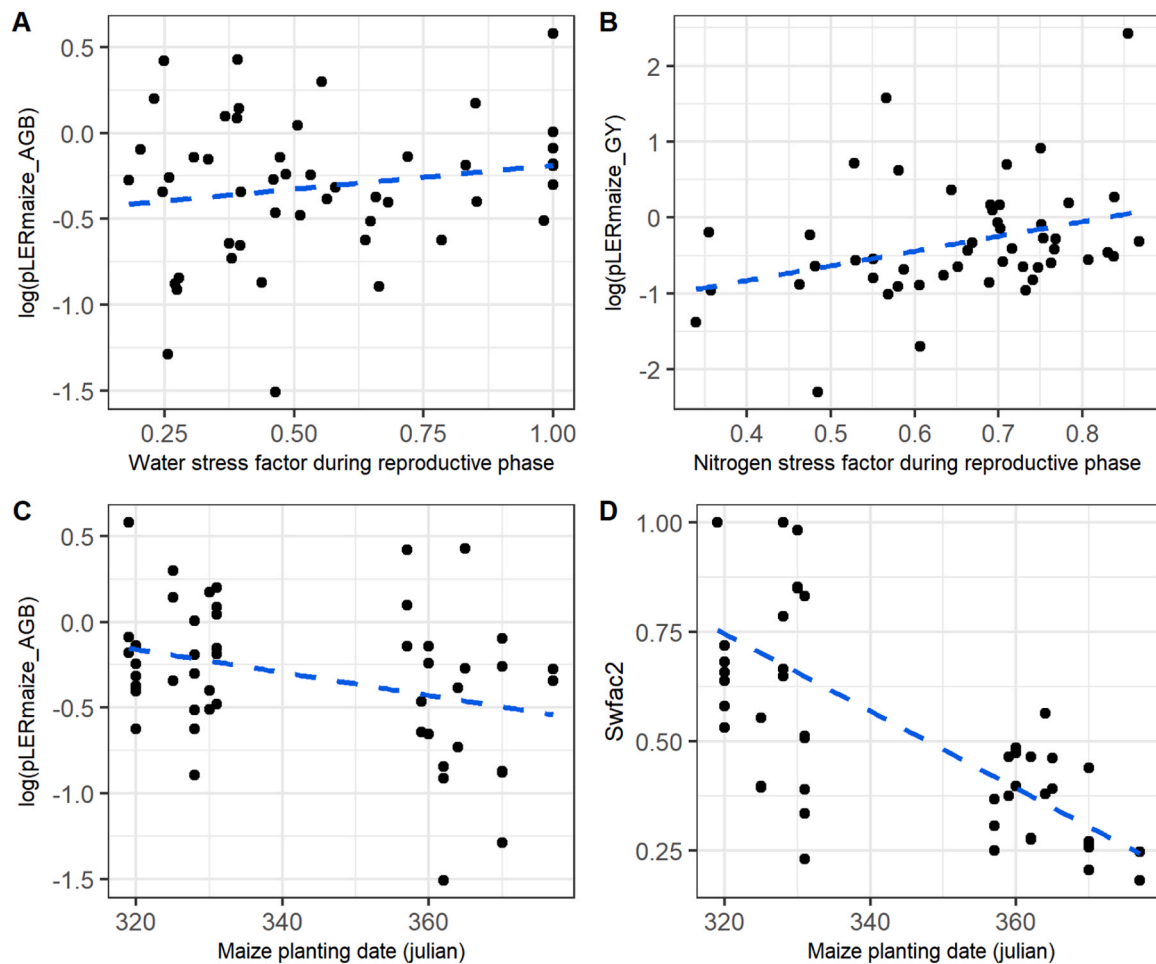 A
B
0.5
0.0
-0.5
-1.0
-1.5
log(pLERmaize_AGB)
0.25
0.50
0.75
1.00
Water stress factor during reproductive phase
2
1
0
-1
-2
log(pLERmaize_GY)
0.4
0.5
0.6
0.7
0.8
Nitrogen stress factor during reproductive phase
C
D
0.5
0.0
-0.5
-1.0
-1.5
log(pLERmaize_AGB)
320
340
360
Maize planting date (julian)
1.00
0.75
0.50
0.25
Swfac2
320
340
360
Maize planting date (julian)